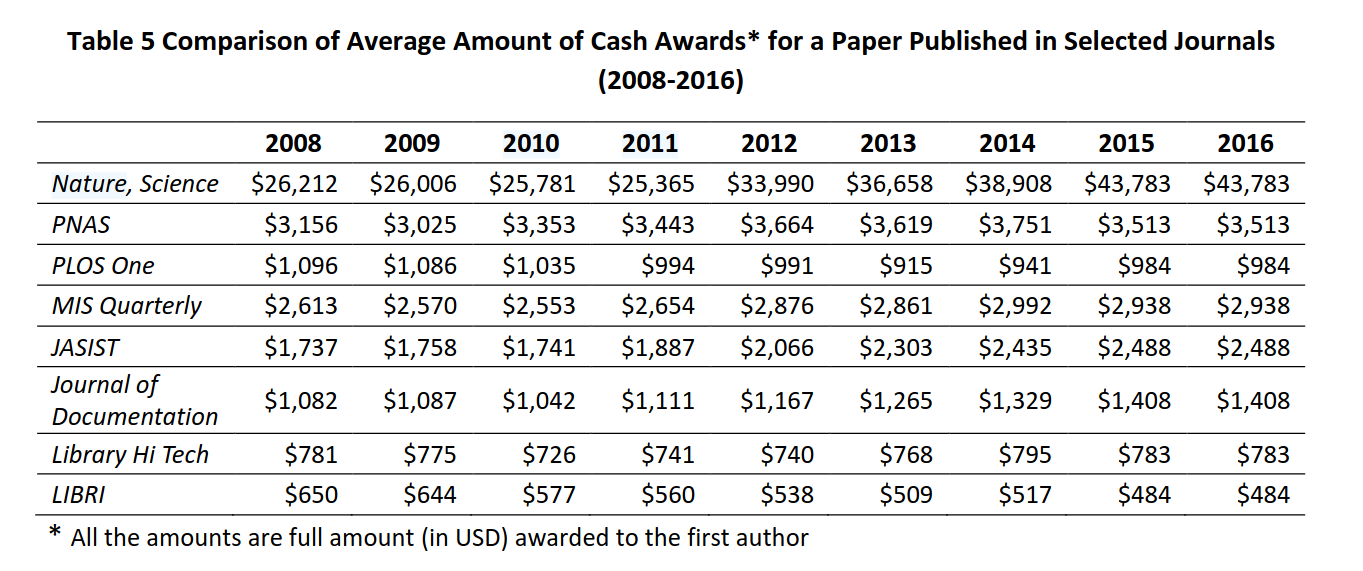 Table 5 Comparison of Average Amount of Cash Awards* for a Paper Published in Selected Journals
(2008-2016)
2008 2009 2010 2011 2012 2013 2014 2015 2016
Nature, Science $26,212 $26,006 $25,781 $25,365 $33,990 $36,658 $38,908 $43,783 $43,783
PNAS $3,156 $3,025 $3,353 $3,443 $3,664 $3,619 $3,751 $3,513 $3,513
PLOS One $1,096 $1,086 $1,035 $994 $991 $915 $941 $984 $984
MIS Quarterly $2,613 $2,570 $2,553 $2,654 $2,876 $2,861 $2,992 $2,938 $2,938
JASIST $1,737 $1,758 $1,741 $1,887 $2,066 $2,303 $2,435 $2,488 $2,488
Journal of
Documentation $1,082 $1,087 $1,042 $1,111 $1,167 $1,265 $1,329 $1,408 $1,408
Library Hi Tech $781 $775 $726 $741 $740 $768 $795 $783 $783
LIBRI $650 $644 $577 $560 $538 $509 $517 $484 $484
* All the amounts are full amount (in USD) awarded to the first author